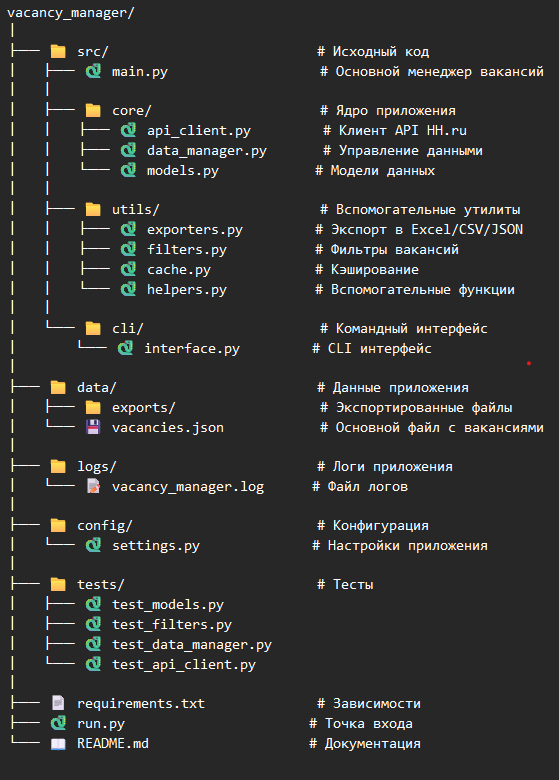 vacancy_manager/
src/ # Исходный код
main.py # Основной менеджер вакансий
core/ # Ядро приложения
api_client.py # Клиент API HH.ru
data_manager.py # Управление данными
models.py # Модели данных
utils/ # Вспомогательные утилиты
exporters.py # Экспорт в Excel/CSV/JSON
filters.py # Фильтры вакансий
cache.py # Кэширование
helpers.py # Вспомогательные функции
cli/ # Командный интерфейс
interface.py # CLI интерфейс
data/ # Данные приложения
exports/ # Экспортированные файлы
vacancies.json # Основной файл с вакансиями
logs/ # Логи приложения
vacancy_manager.log # Файл логов
config/ # Конфигурация
settings.py # Настройки приложения
tests/ # Тесты
test_models.py
test_filters.py
test_data_manager.py
test_api_client.py
requirements.txt # Зависимости
run.py # Точка входа
README.md # Документация